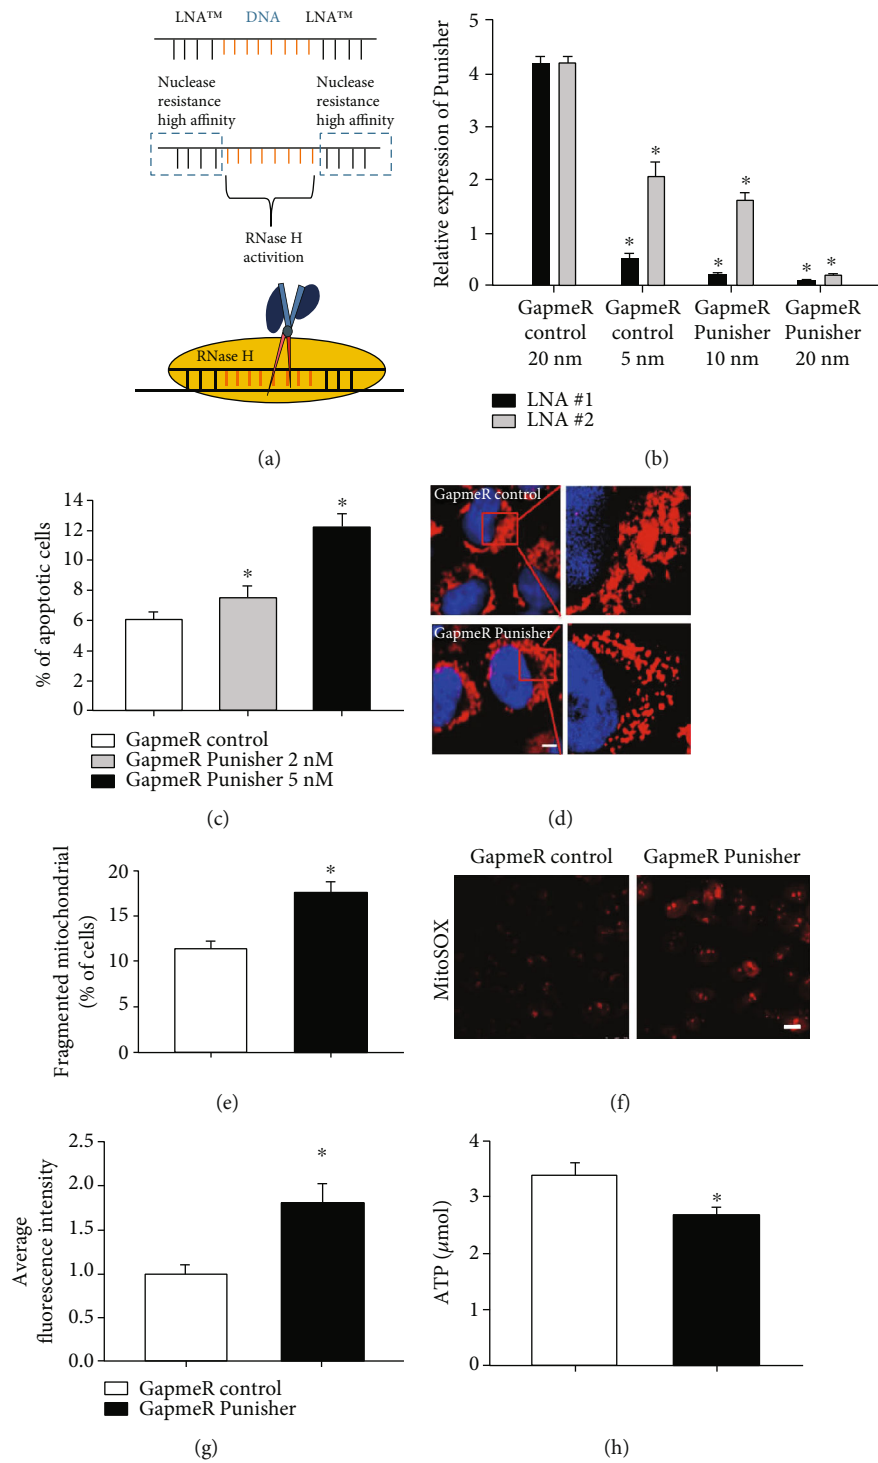 LNA™ DNA LNA™
Nuclease
resistance
high affinity
Nuclease
resistance
high affinity
RNase H
activition
RNase H
(a)
Relative expression of Punisher
5
4
3
2
1
0
* * * * * *
GapmeR
control
20 nm
GapmeR
control
5 nm
GapmeR
Punisher
10 nm
GapmeR
Punisher
20 nm
LNA #1
LNA #2
(b)
% of apoptotic cells
14
12
10
8
6
4
2
0
* *
GapmeR control
GapmeR Punisher 2 nM
GapmeR Punisher 5 nM
(c)
GapmeR control
GapmeR Punisher
(d)
Fragmented mitochondrial
(% of cells)
20
15
10
5
0
*
(e)
GapmeR control GapmeR Punisher
MitoSOX
(f)
Average
fluorescence intensity
2.5
2.0
1.5
1.0
0.5
0.0
*
GapmeR control
GapmeR Punisher
(g)
ATP (μmol)
4
3
2
1
0
*
(h)